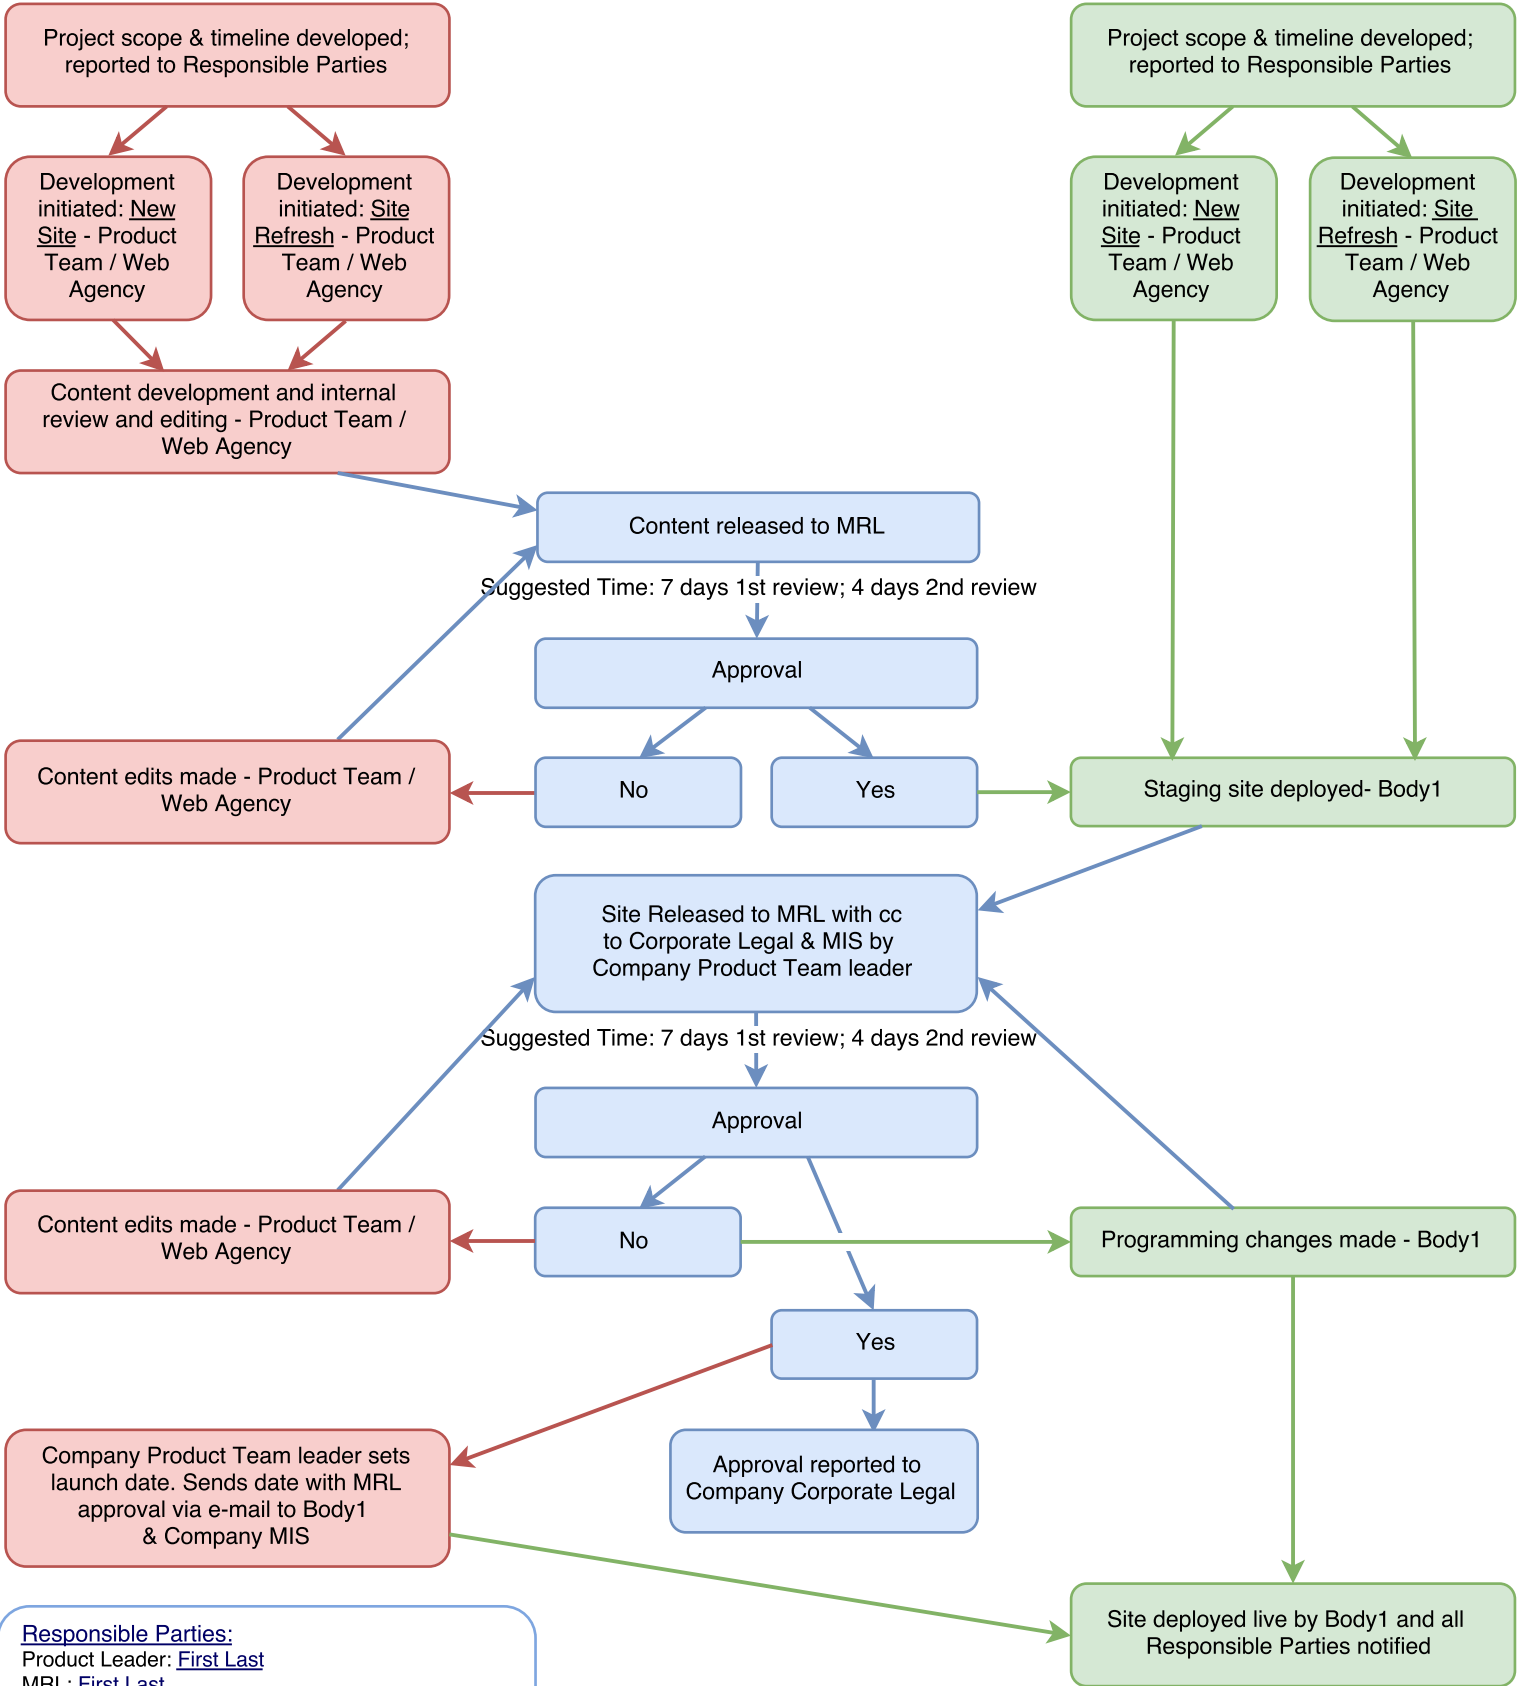 Project scope & timeline developed;
reported to Responsible Parties
Project scope & timeline developed;
reported to Responsible Parties
Development
initiated: New
Site - Product
Team / Web
Agency
Development
initiated: Site
Refresh - Product
Team / Web
Agency
Development
initiated: New
Site - Product
Team / Web
Agency
Development
initiated: Site
Refresh - Product
Team / Web
Agency
Content development and internal
review and editing - Product Team /
Web Agency
Content released to MRL
Suggested Time: 7 days 1st review; 4 days 2nd review
Approval
Content edits made - Product Team /
Web Agency
No
Yes
Staging site deployed- Body1
Site Released to MRL with cc
to Corporate Legal & MIS by
Company Product Team leader
Suggested Time: 7 days 1st review; 4 days 2nd review
Approval
Content edits made - Product Team /
Web Agency
No
Programming changes made - Body1
Yes
Company Product Team leader sets
launch date. Sends date with MRL
approval via e-mail to Body1
& Company MIS
Approval reported to
Company Corporate Legal
Site deployed live by Body1 and all
Responsible Parties notified
Responsible Parties:
Product Leader: First Last
MRL: First Last